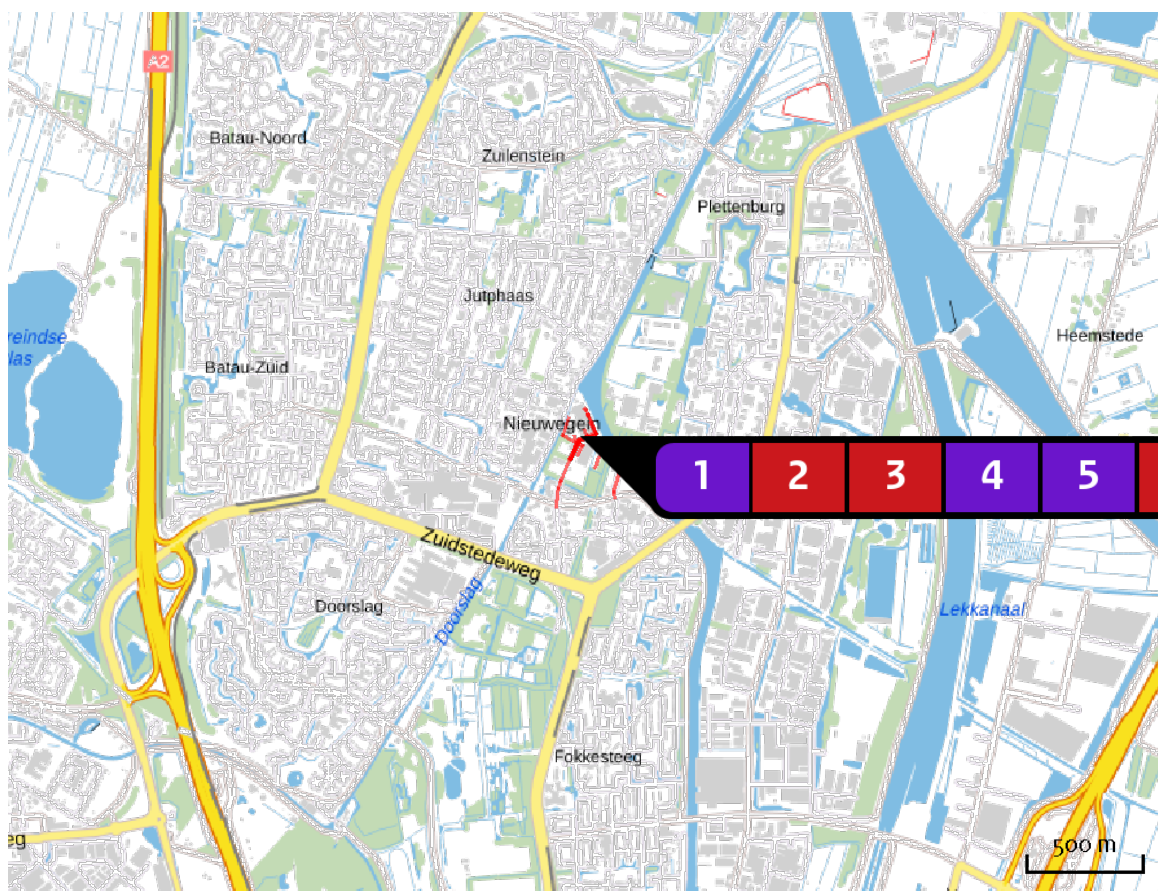 A2
Batau-Noord
Zuilenstein
Plettenburg
Jutphaas
reindse
las
Heemstede
Batau-Zuid
Nieuwegein
1 2 3 4 5
Zuidstedeweg
Doorslag
Doorslag
Lekkanaal
Fokkesteeg
eg
500 m